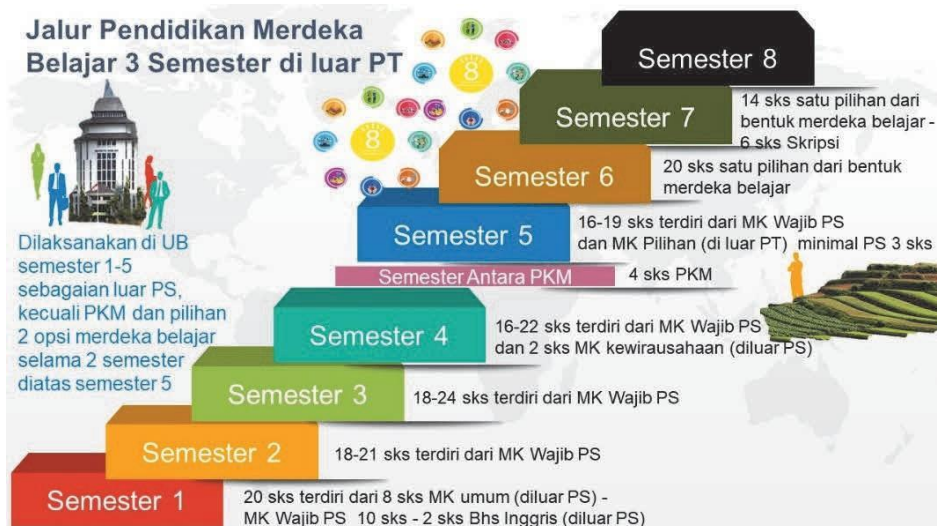 Jalur Pendidikan Merdeka
Belajar 3 Semester di luar PT
8
8
Semester 8
Semester 7
14 sks satu pilihan dari
bentuk merdeka belajar -
6 sks Skripsi
Semester 6
20 sks satu pilihan dari bentuk
merdeka belajar
Semester 5
16-19 sks terdiri dari MK Wajib PS
dan MK Pilihan (di luar PT) minimal PS 3 sks
Semester Antara PKM
4 sks PKM
Dilaksanakan di UB
semester 1-5
sebagaian luar PS,
kecuali PKM dan pilihan
2 opsi merdeka belajar
selama 2 semester
diatas semester 5
Semester 4
16-22 sks terdiri dari MK Wajib PS
dan 2 sks MK kewirausahaan (diluar PS)
Semester 3
18-24 sks terdiri dari MK Wajib PS
Semester 2
18-21 sks terdiri dari MK Wajib PS
Semester 1
20 sks terdiri dari 8 sks MK umum (diluar PS) -
MK Wajib PS 10 sks - 2 sks Bhs Inggris (diluar PS)